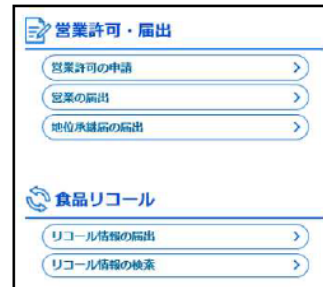 営業許可・届出
営業許可の申請
営業の届出
地位承継届の届出
食品リコール
リコール情報の届出
リコール情報の検索